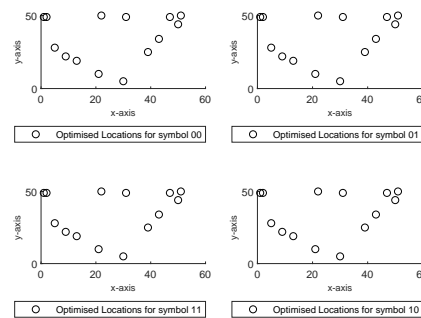 50
0
y-axis
0 20 40 60
x-axis
Optimised Locations for symbol 00
50
0
y-axis
0 20 40
x-axis
Optimised Locations for symbol 01
50
0
y-axis
0 20 40 60
x-axis
Optimised Locations for symbol 11
50
0
y-axis
0 20 40
x-axis
Optimised Locations for symbol 10